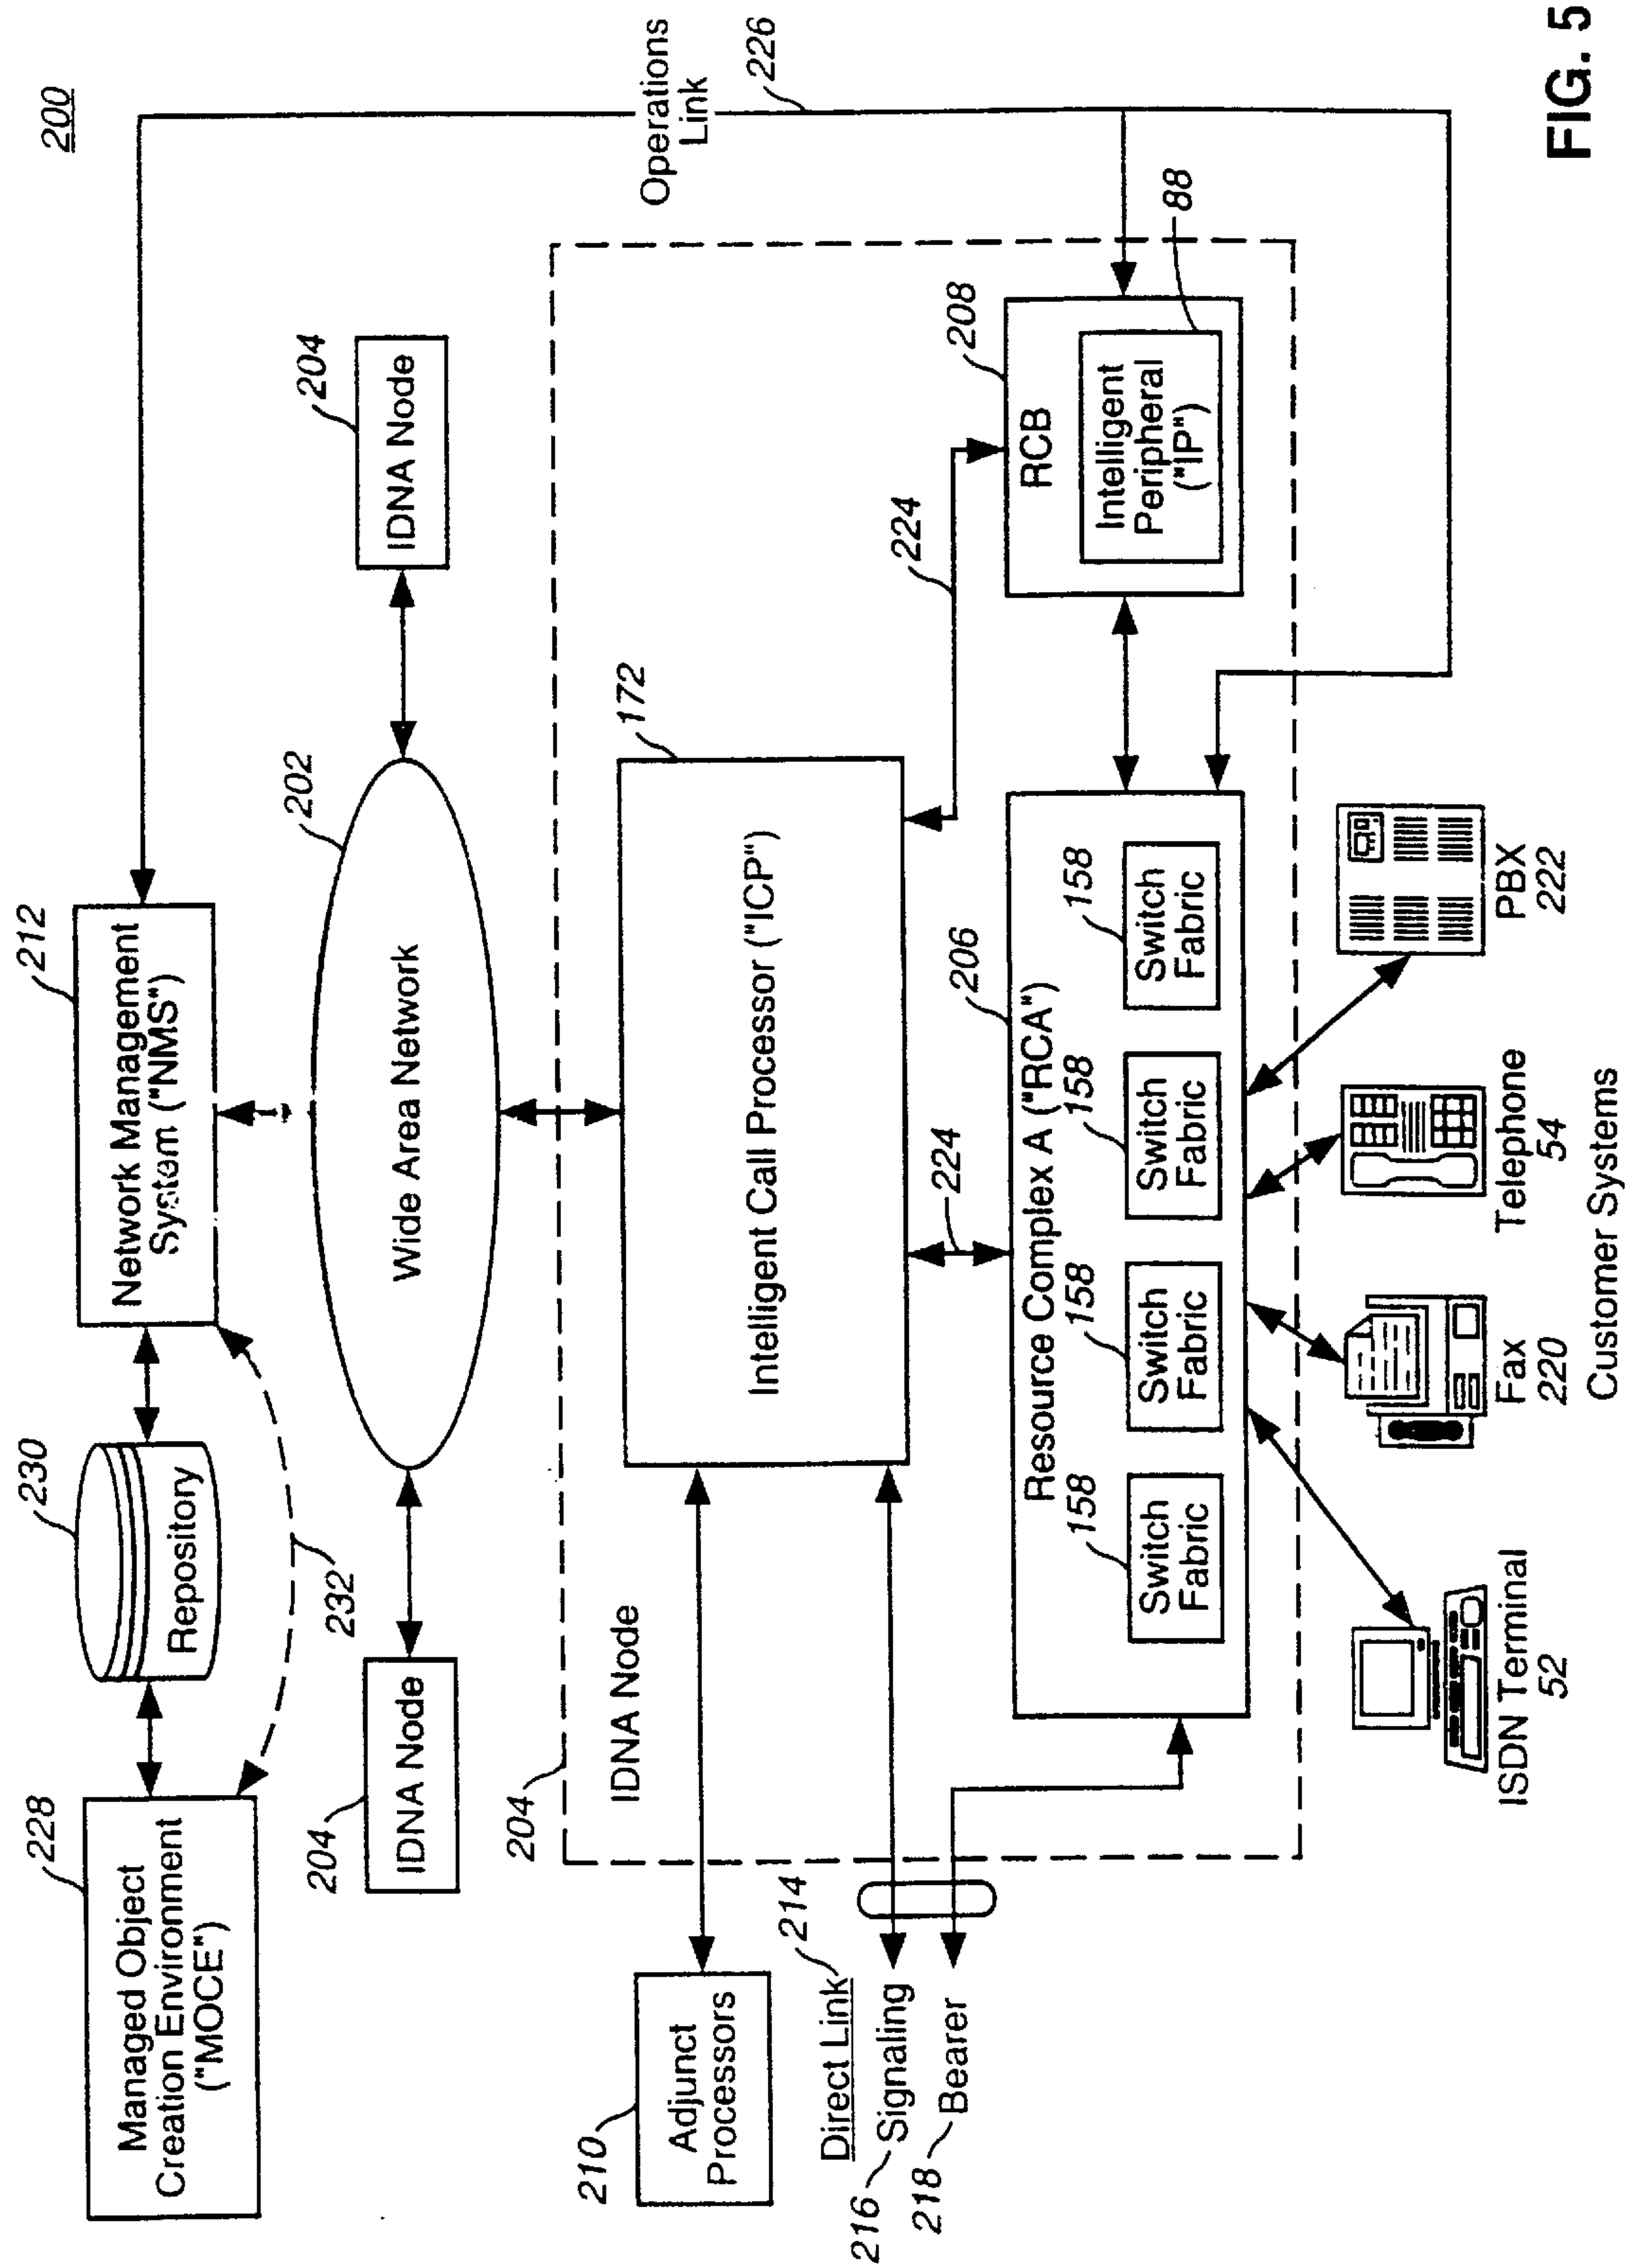 200
228
Managed Object
Creation Environment
("MOCE")
230
Repository
212
Network Management
System ("NMS")
232
204
IDNA Node
202
Wide Area Network
204
IDNA Node
Operations
Link
226
204
IDNA Node
210
Adjunct
Processors
172
Intelligent Call Processor ("ICP")
Direct Link
214
216
Signaling
218
Bearer
224
224
206
Resource Complex A ("RCA")
158
Switch
Fabric
158
Switch
Fabric
158
Switch
Fabric
158
Switch
Fabric
208
RCB
Intelligent
Peripheral
("IP")
88
ISDN Terminal
52
Fax
220
Telephone
54
PBX
222
Customer Systems
FIG. 5